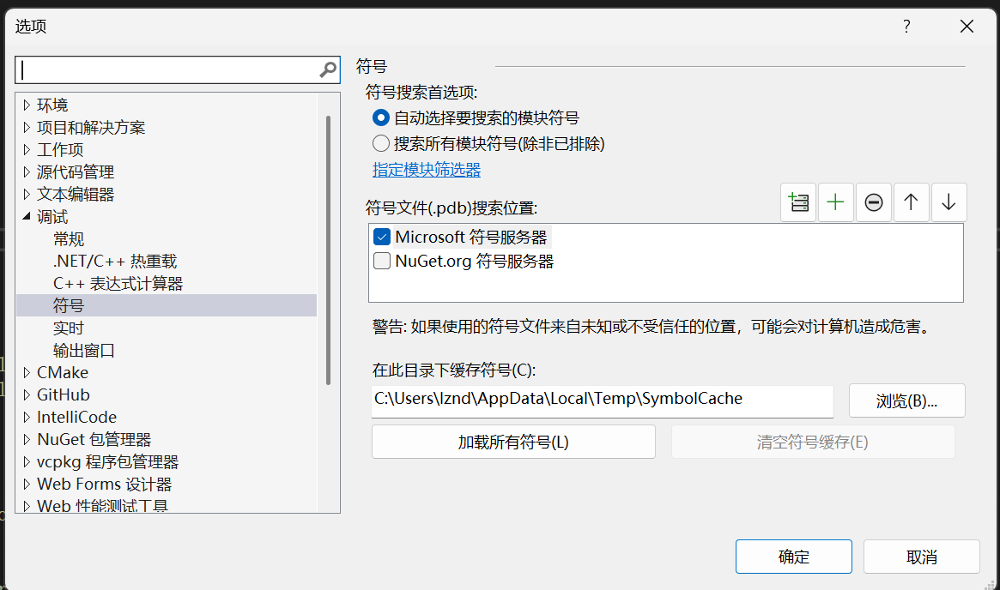 选项
?
环境
项目和解决方案
工作项
源代码管理
文本编辑器
调试
常规
.NET/C++ 热重载
C++ 表达式计算器
符号
实时
输出窗口
CMake
GitHub
IntelliCode
NuGet 包管理器
vcpkg 程序包管理器
Web Forms 设计器
Web 性能测试工具
符号
符号搜索首选项:
自动选择要搜索的模块符号
搜索所有模块符号(除非已排除)
指定模块筛选器
符号文件(.pdb)搜索位置:
Microsoft 符号服务器
NuGet.org 符号服务器
警告: 如果使用的符号文件来自未知或不受信任的位置，可能会对计算机造成危害。
在此目录下缓存符号(C):
C:\Users\lznd\AppData\Local\Temp\SymbolCache
浏览(B)...
加载所有符号(L)
清空符号缓存(E)
确定
取消